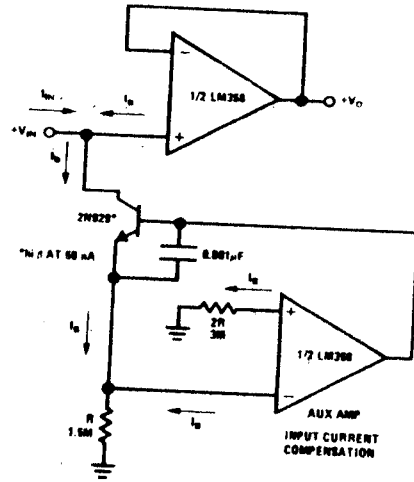 −
1/2 LM358
+
+V_O
I_IN
I_B
+V_IN
I_B
2N929*
*hi β AT 50 nA
0.001μF
I_B
2R
3M
+
1/2 LM358
−
I_B
I_B
R
1.5M
AUX AMP
INPUT CURRENT
COMPENSATION